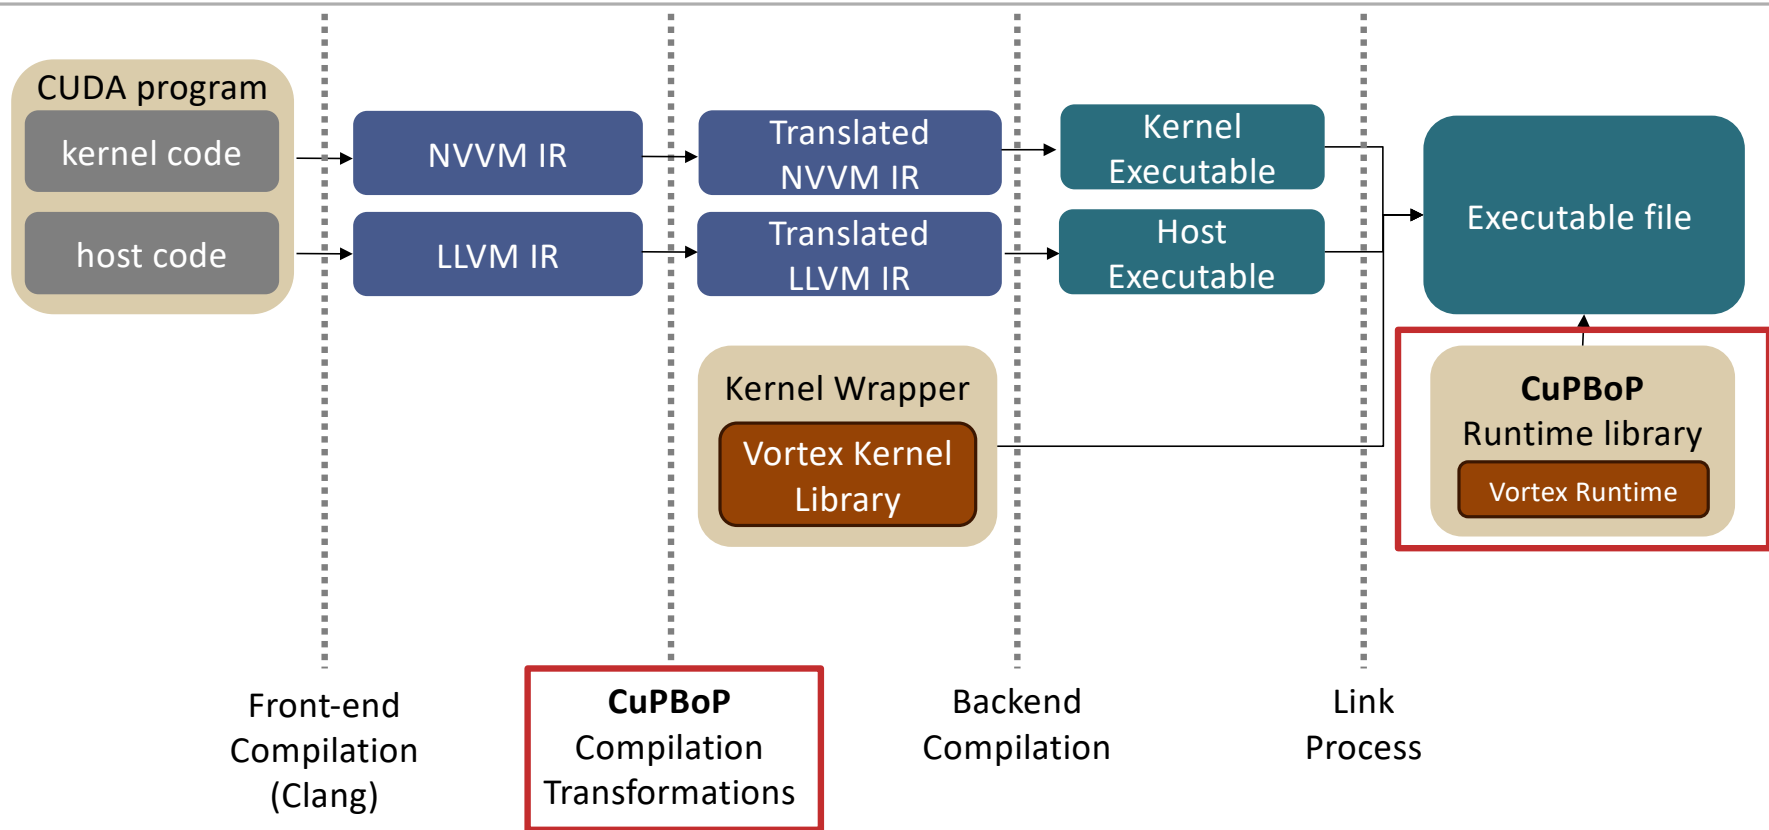 CUDA program
kernel code
host code
NVVM IR
LLVM IR
Translated
NVVM IR
Translated
LLVM IR
Kernel
Executable
Host
Executable
Executable file
Kernel Wrapper
Vortex Kernel
Library
CuPBoP
Runtime library
Vortex Runtime
Front-end
Compilation
(Clang)
CuPBoP
Compilation
Transformations
Backend
Compilation
Link
Process